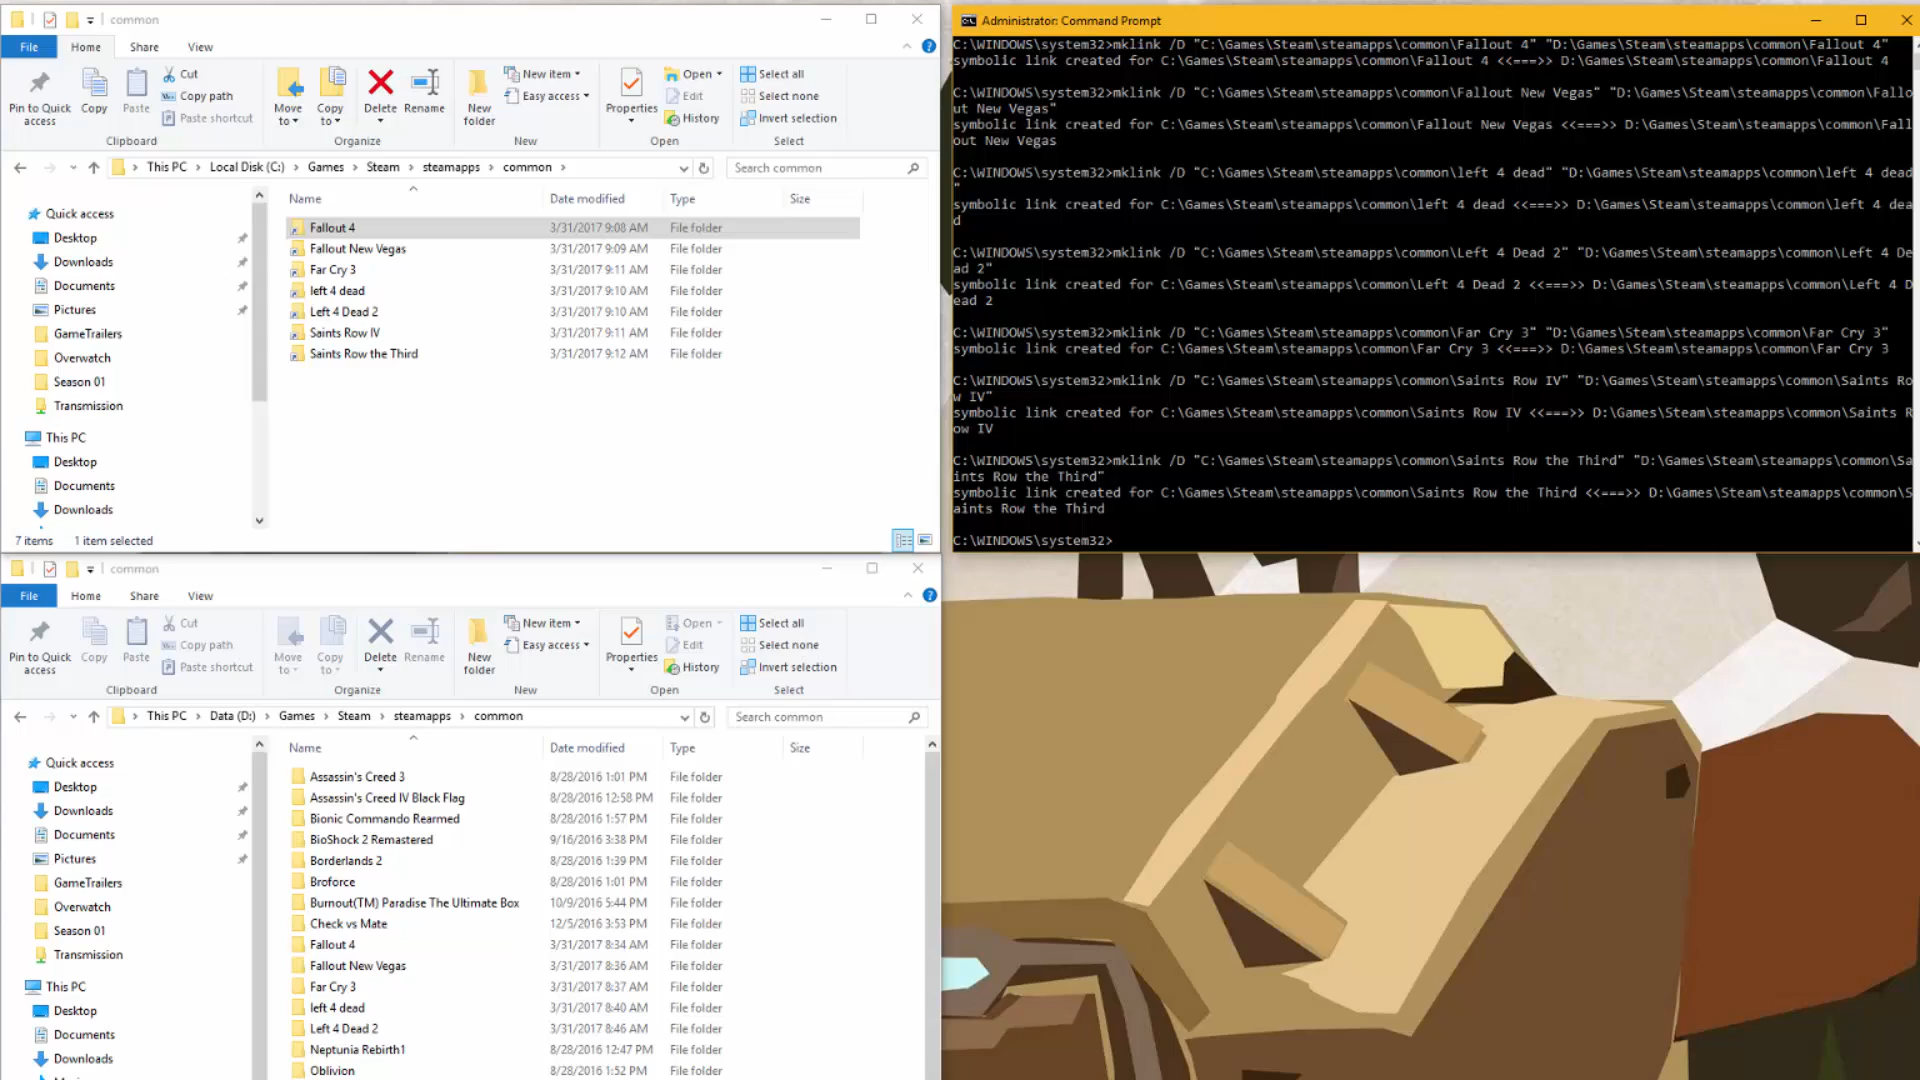 common
File Home Share View
Pin to Quick access
Copy
Paste
Cut
Copy path
Paste shortcut
Clipboard
Move to
Copy to
Delete
Rename
Organize
New folder
New item
Easy access
New
Properties
Open
Edit
History
Open
Select all
Select none
Invert selection
Select
This PC > Local Disk (C:) > Games > Steam > steamapps > common >
Search common
Quick access
Desktop
Downloads
Documents
Pictures
GameTrailers
Overwatch
Season 01
Transmission
This PC
Desktop
Documents
Downloads
Name Date modified Type Size
Fallout 4 3/31/2017 9:08 AM File folder
Fallout New Vegas 3/31/2017 9:09 AM File folder
Far Cry 3 3/31/2017 9:11 AM File folder
left 4 dead 3/31/2017 9:10 AM File folder
Left 4 Dead 2 3/31/2017 9:10 AM File folder
Saints Row IV 3/31/2017 9:11 AM File folder
Saints Row the Third 3/31/2017 9:12 AM File folder
7 items 1 item selected
Administrator: Command Prompt
C:\WINDOWS\system32>mklink /D "C:\Games\Steam\steamapps\common\Fallout 4" "D:\Games\Steam\steamapps\common\Fallout 4"
symbolic link created for C:\Games\Steam\steamapps\common\Fallout 4 <<===>> D:\Games\Steam\steamapps\common\Fallout 4
C:\WINDOWS\system32>mklink /D "C:\Games\Steam\steamapps\common\Fallout New Vegas" "D:\Games\Steam\steamapps\common\Fallo
ut New Vegas"
symbolic link created for C:\Games\Steam\steamapps\common\Fallout New Vegas <<===>> D:\Games\Steam\steamapps\common\Fall
out New Vegas
C:\WINDOWS\system32>mklink /D "C:\Games\Steam\steamapps\common\left 4 dead" "D:\Games\Steam\steamapps\common\left 4 dead
"
symbolic link created for C:\Games\Steam\steamapps\common\left 4 dead <<===>> D:\Games\Steam\steamapps\common\left 4 dea
d
C:\WINDOWS\system32>mklink /D "C:\Games\Steam\steamapps\common\Left 4 Dead 2" "D:\Games\Steam\steamapps\common\Left 4 De
ad 2"
symbolic link created for C:\Games\Steam\steamapps\common\Left 4 Dead 2 <<===>> D:\Games\Steam\steamapps\common\Left 4 D
ead 2
C:\WINDOWS\system32>mklink /D "C:\Games\Steam\steamapps\common\Far Cry 3" "D:\Games\Steam\steamapps\common\Far Cry 3"
symbolic link created for C:\Games\Steam\steamapps\common\Far Cry 3 <<===>> D:\Games\Steam\steamapps\common\Far Cry 3
C:\WINDOWS\system32>mklink /D "C:\Games\Steam\steamapps\common\Saints Row IV" "D:\Games\Steam\steamapps\common\Saints Ro
w IV"
symbolic link created for C:\Games\Steam\steamapps\common\Saints Row IV <<===>> D:\Games\Steam\steamapps\common\Saints R
ow IV
C:\WINDOWS\system32>mklink /D "C:\Games\Steam\steamapps\common\Saints Row the Third" "D:\Games\Steam\steamapps\common\Sa
ints Row the Third"
symbolic link created for C:\Games\Steam\steamapps\common\Saints Row the Third <<===>> D:\Games\Steam\steamapps\common\S
aints Row the Third
C:\WINDOWS\system32>
common
File Home Share View
Pin to Quick access
Copy
Paste
Cut
Copy path
Paste shortcut
Clipboard
Move to
Copy to
Delete
Rename
Organize
New folder
New item
Easy access
New
Properties
Open
Edit
History
Open
Select all
Select none
Invert selection
Select
This PC > Data (D:) > Games > Steam > steamapps > common
Search common
Quick access
Desktop
Downloads
Documents
Pictures
GameTrailers
Overwatch
Season 01
Transmission
This PC
Desktop
Documents
Downloads
Name Date modified Type Size
Assassin's Creed 3 8/28/2016 1:01 PM File folder
Assassin's Creed IV Black Flag 8/28/2016 12:58 PM File folder
Bionic Commando Rearmed 8/28/2016 1:57 PM File folder
BioShock 2 Remastered 9/16/2016 3:38 PM File folder
Borderlands 2 8/28/2016 1:39 PM File folder
Broforce 8/28/2016 1:01 PM File folder
Burnout(TM) Paradise The Ultimate Box 10/9/2016 5:44 PM File folder
Check vs Mate 12/5/2016 3:53 PM File folder
Fallout 4 3/31/2017 8:34 AM File folder
Fallout New Vegas 3/31/2017 8:36 AM File folder
Far Cry 3 3/31/2017 8:37 AM File folder
left 4 dead 3/31/2017 8:40 AM File folder
Left 4 Dead 2 3/31/2017 8:46 AM File folder
Neptunia Rebirth1 8/28/2016 12:47 PM File folder
Oblivion 8/28/2016 1:52 PM File folder